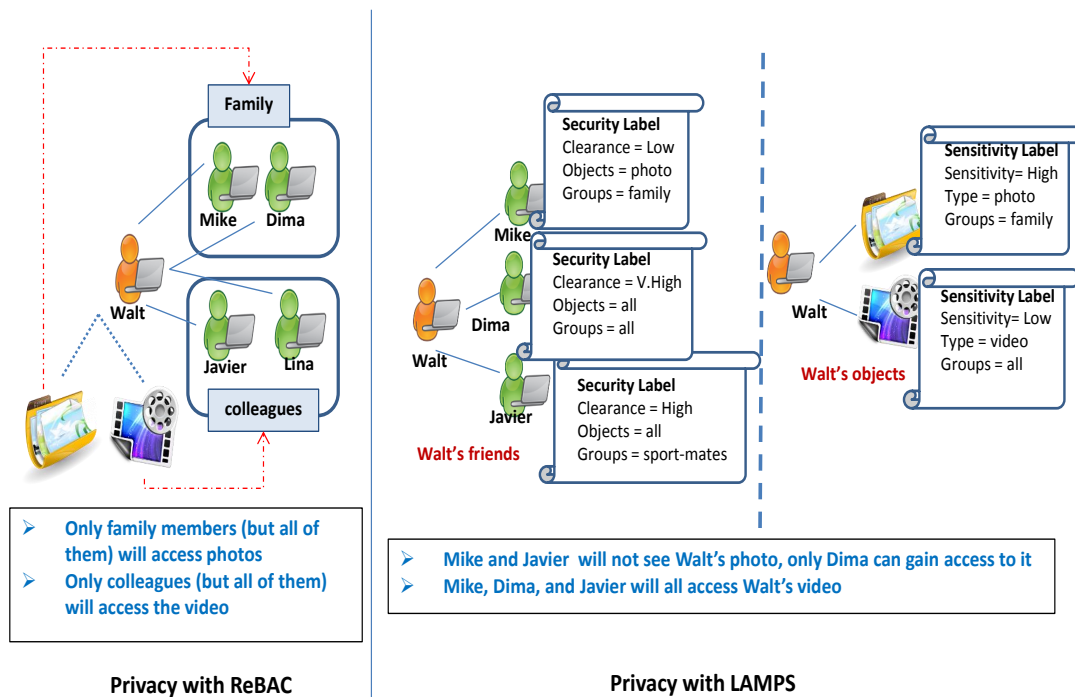 Family
Mike
Dima
Walt
Javier
Lina
colleagues
➢ Only family members (but all of
them) will access photos
➢ Only colleagues (but all of them)
will access the video
Privacy with ReBAC
Security Label
Clearance = Low
Objects = photo
Groups = family
Mike
Security Label
Clearance = V.High
Objects = all
Groups = all
Dima
Walt
Security Label
Clearance = High
Objects = all
Groups = sport-mates
Javier
Walt's friends
Sensitivity Label
Sensitivity= High
Type = photo
Groups = family
Walt
Sensitivity Label
Sensitivity= Low
Type = video
Groups = all
Walt's objects
➢ Mike and Javier will not see Walt's photo, only Dima can gain access to it
➢ Mike, Dima, and Javier will all access Walt's video
Privacy with LAMPS